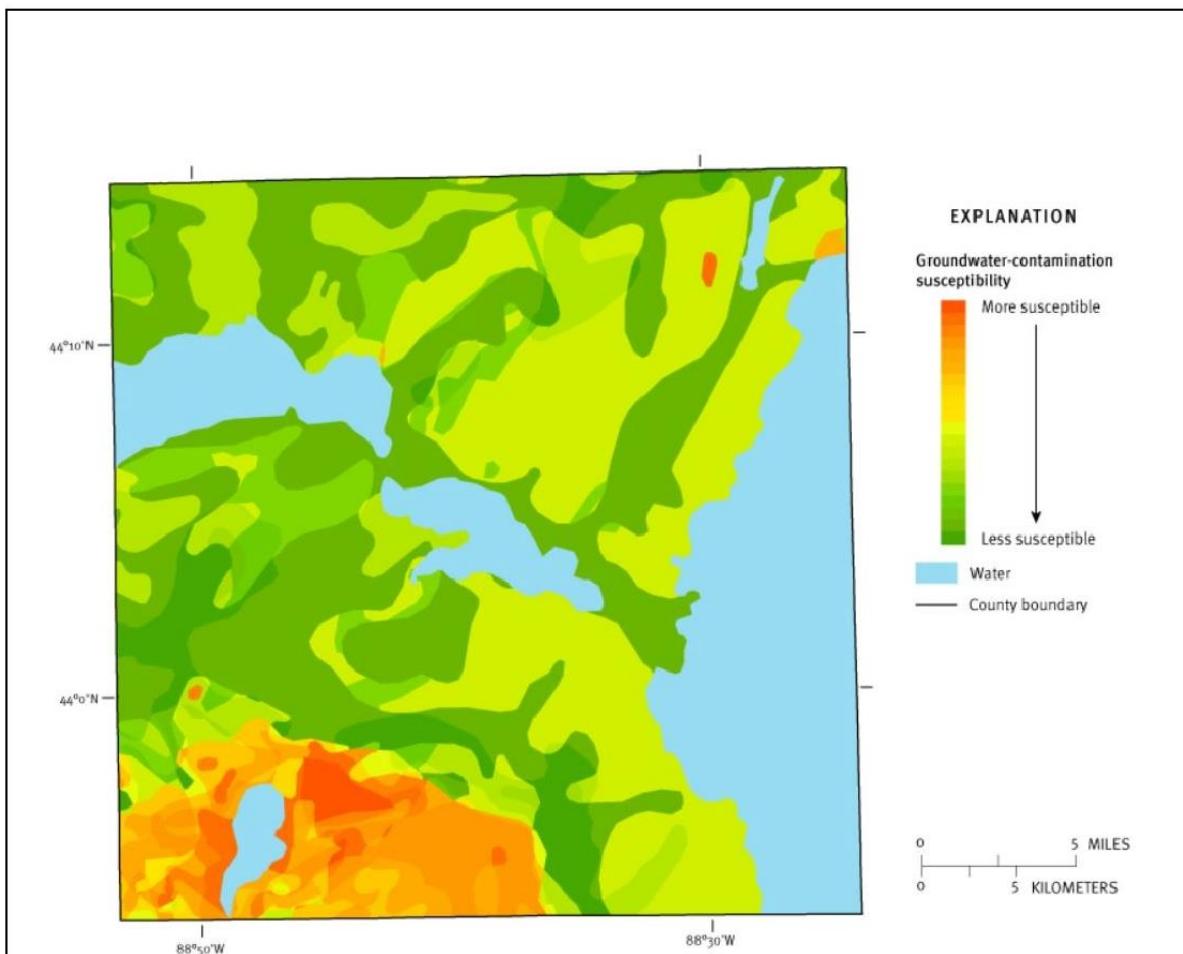 EXPLANATION
Groundwater-contamination
susceptibility
More susceptible
Less susceptible
Water
County boundary
44°10'N
44°0'N
88°50'W
88°30'W
0 5 MILES
0 5 KILOMETERS